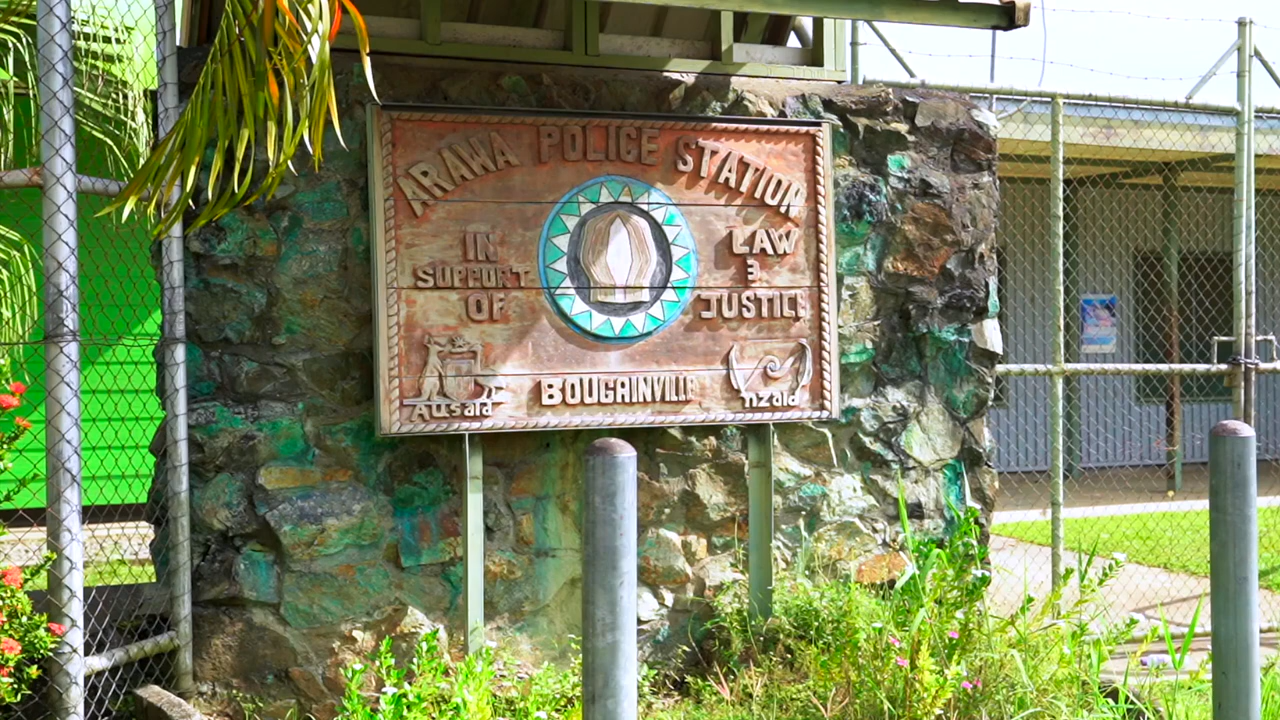 ARAWA POLICE STATION
IN
SUPPORT
OF
LAW
&
JUSTICE
AUSaid
BOUGAINVILLE
nzaid